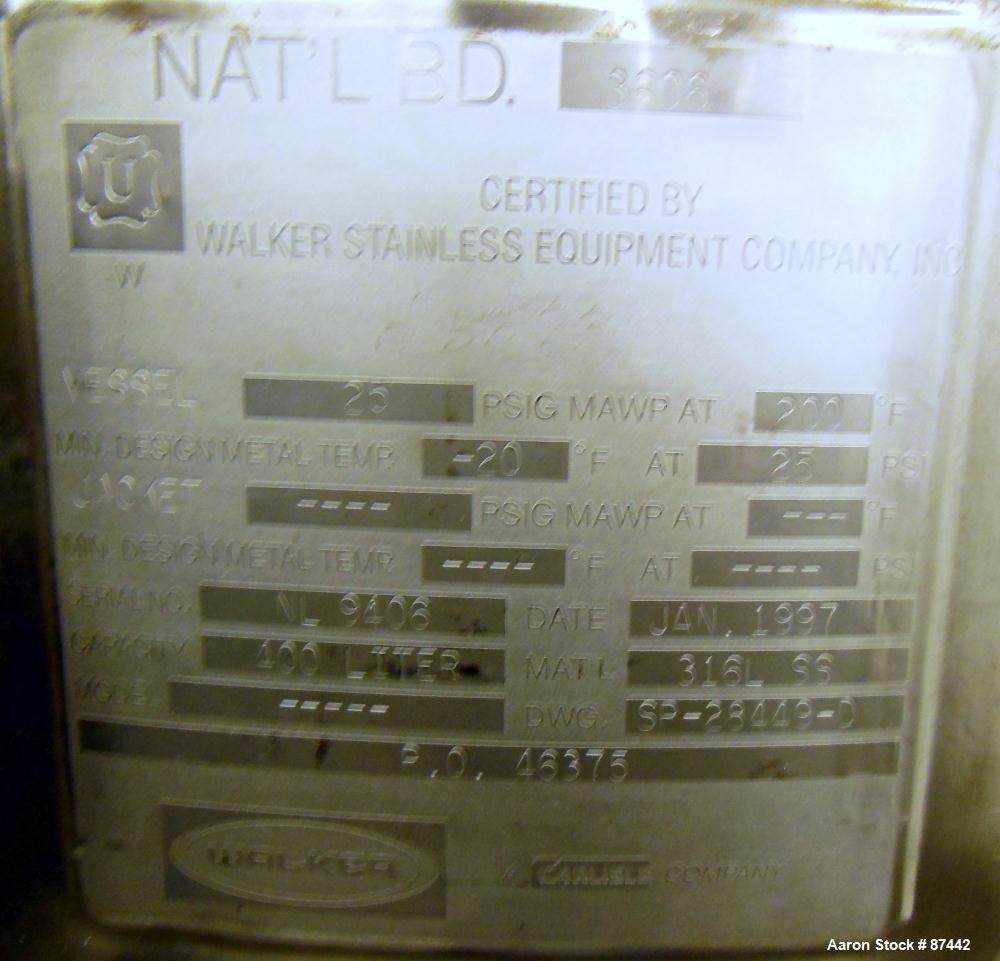 NAT'L BD. 3606
U
W
CERTIFIED BY
WALKER STAINLESS EQUIPMENT COMPANY, INC
VESSEL 25 PSIG MAWP AT 200 °F
MIN. DESIGN METAL TEMP. -20 °F AT 25 PSI
JACKET ---- PSIG MAWP AT --- °F
MIN. DESIGN METAL TEMP. ---- °F AT ---- PSI
SERIAL NO. NL 9406 DATE JAN. 1997
CAPACITY 400 LITER MAT'L 316L SS
MODEL ----- DWG. SP-28449-D
P.O. 46375
WALKER A CARLISLE COMPANY
Aaron Stock # 87442